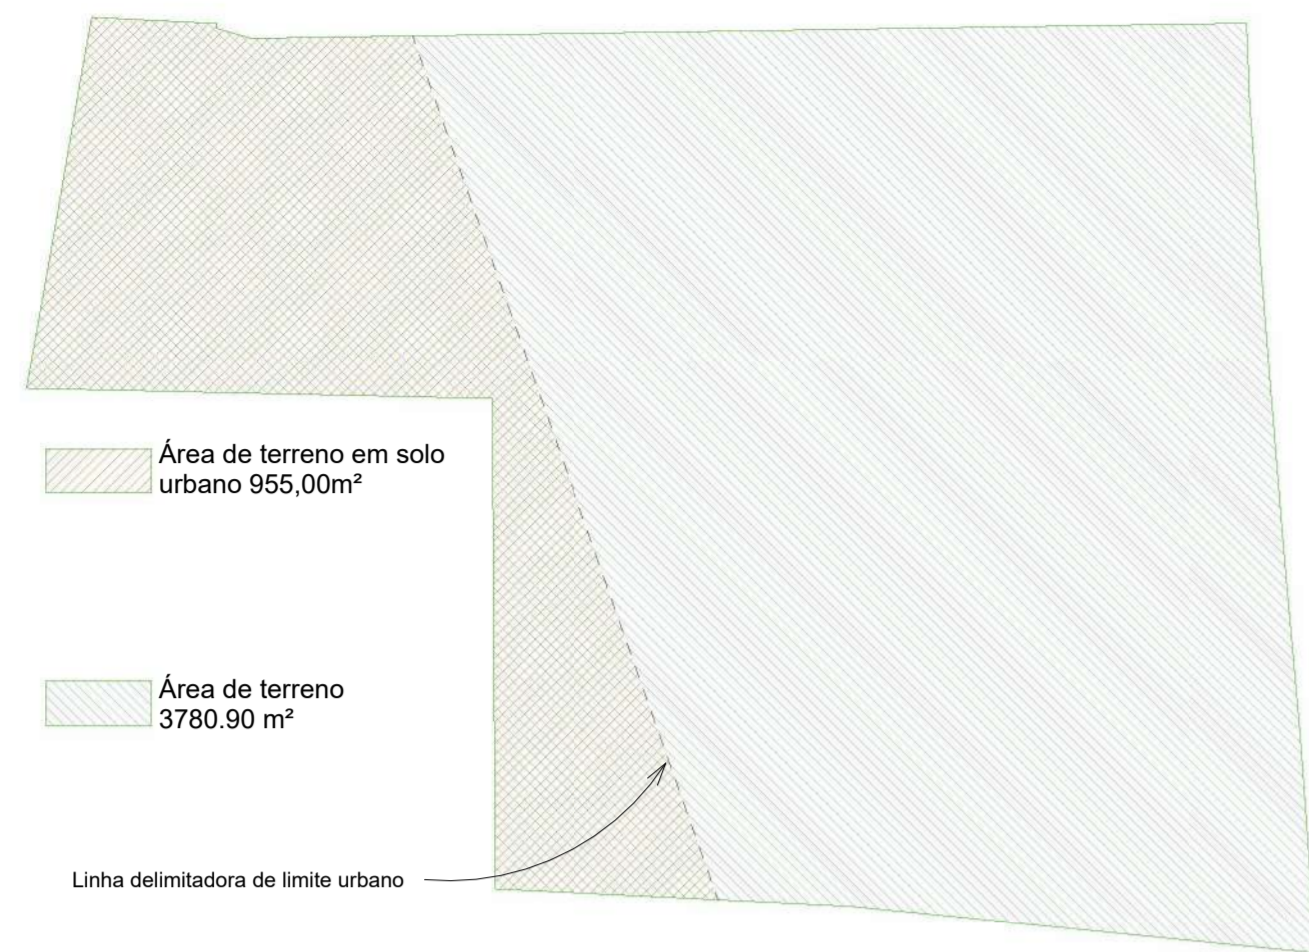 Área de terreno em solo
urbano 955,00m²
Área de terreno
3780.90 m²
Linha delimitadora de limite urbano